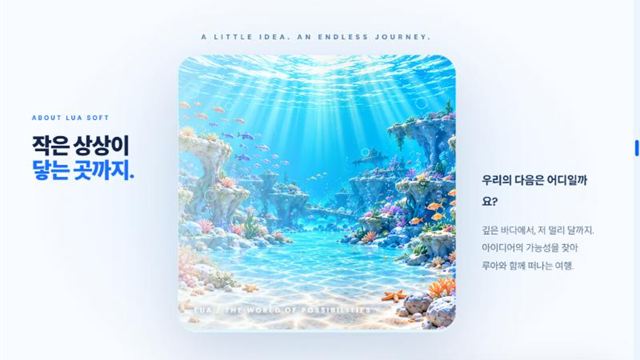 A LITTLE IDEA. AN ENDLESS JOURNEY.
ABOUT LUA SOFT
작은 상상이
닿는 곳까지.
LUA / THE WORLD OF POSSIBILITIES
우리의 다음은 어디일까
요?
깊은 바다에서, 저 멀리 달까지.
아이디어의 가능성을 찾아
루아와 함께 떠나는 여행.